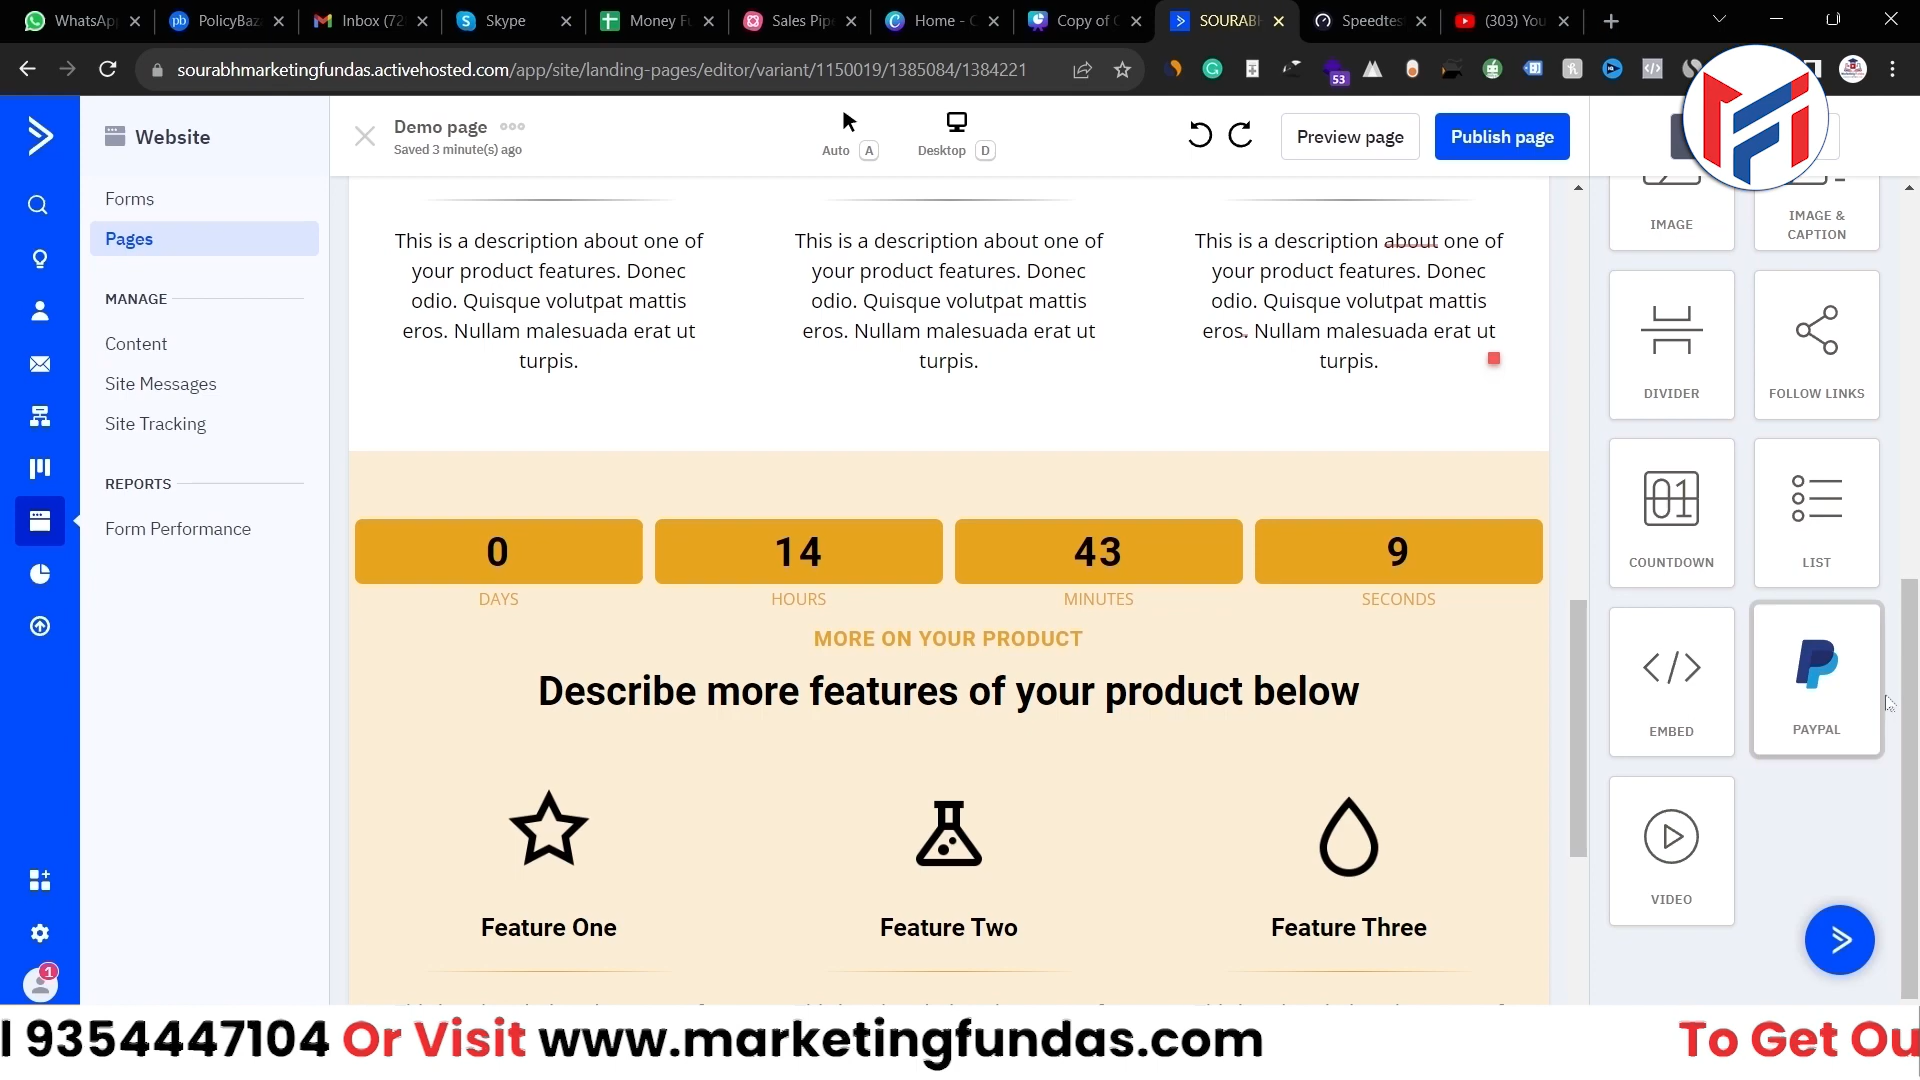 WhatsApp
PolicyBaz
Inbox (72
Skype
Money Fu
Sales Pipe
Home - C
Copy of C
SOURABH
Speedtes
(303) You
sourabhmarketingfundas.activehosted.com/app/site/landing-pages/editor/variant/1150019/1385084/1384221
53
Website
Demo page
Saved 3 minute(s) ago
Auto A
Desktop D
Preview page
Publish page
Forms
Pages
MANAGE
Content
Site Messages
Site Tracking
REPORTS
Form Performance
1
This is a description about one of
your product features. Donec
odio. Quisque volutpat mattis
eros. Nullam malesuada erat ut
turpis.
This is a description about one of
your product features. Donec
odio. Quisque volutpat mattis
eros. Nullam malesuada erat ut
turpis.
This is a description about one of
your product features. Donec
odio. Quisque volutpat mattis
eros. Nullam malesuada erat ut
turpis.
0
14
43
9
DAYS
HOURS
MINUTES
SECONDS
MORE ON YOUR PRODUCT
Describe more features of your product below
Feature One
Feature Two
Feature Three
IMAGE
IMAGE &
CAPTION
DIVIDER
FOLLOW LINKS
01
COUNTDOWN
LIST
EMBED
PAYPAL
VIDEO
l 9354447104 Or Visit www.marketingfundas.com
To Get Ou